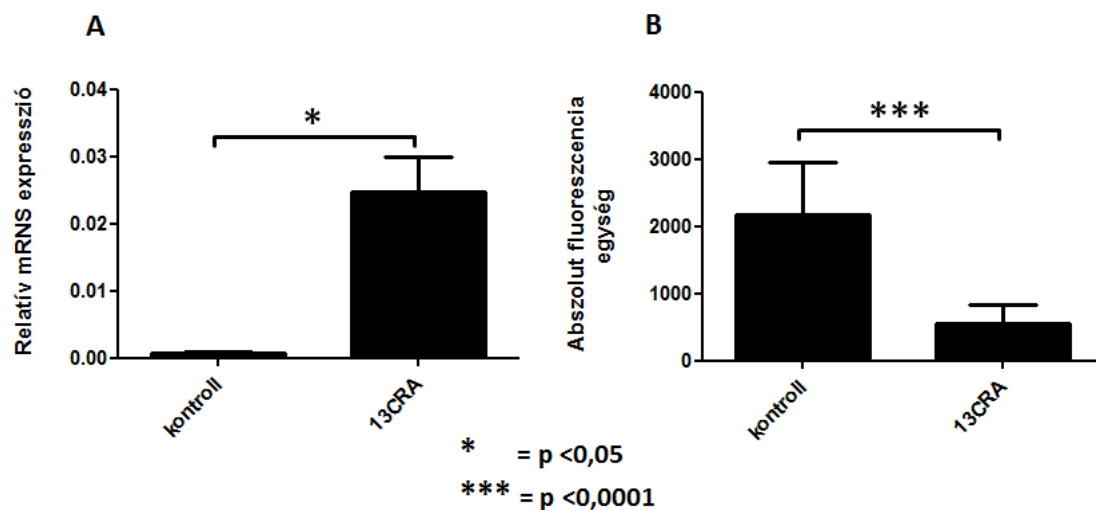 A
Relatív mRNS expresszió
0.04
0.03
0.02
0.01
0.00
*
kontroll
13CRA
B
Abszolut fluoreszcencia
egység
4000
3000
2000
1000
0
***
kontroll
13CRA
* = p <0,05
*** = p <0,0001